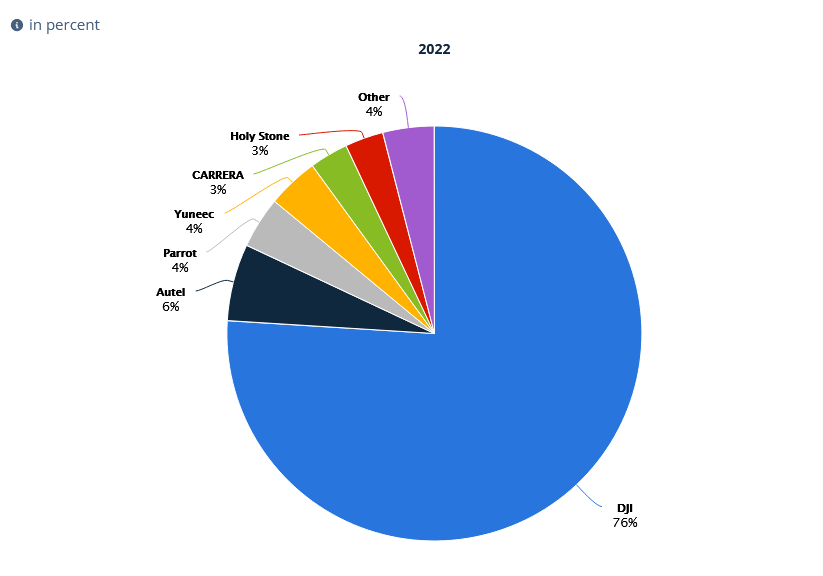 in percent
2022
Other
4%
Holy Stone
3%
CARRERA
3%
Yuneec
4%
Parrot
4%
Autel
6%
DJI
76%